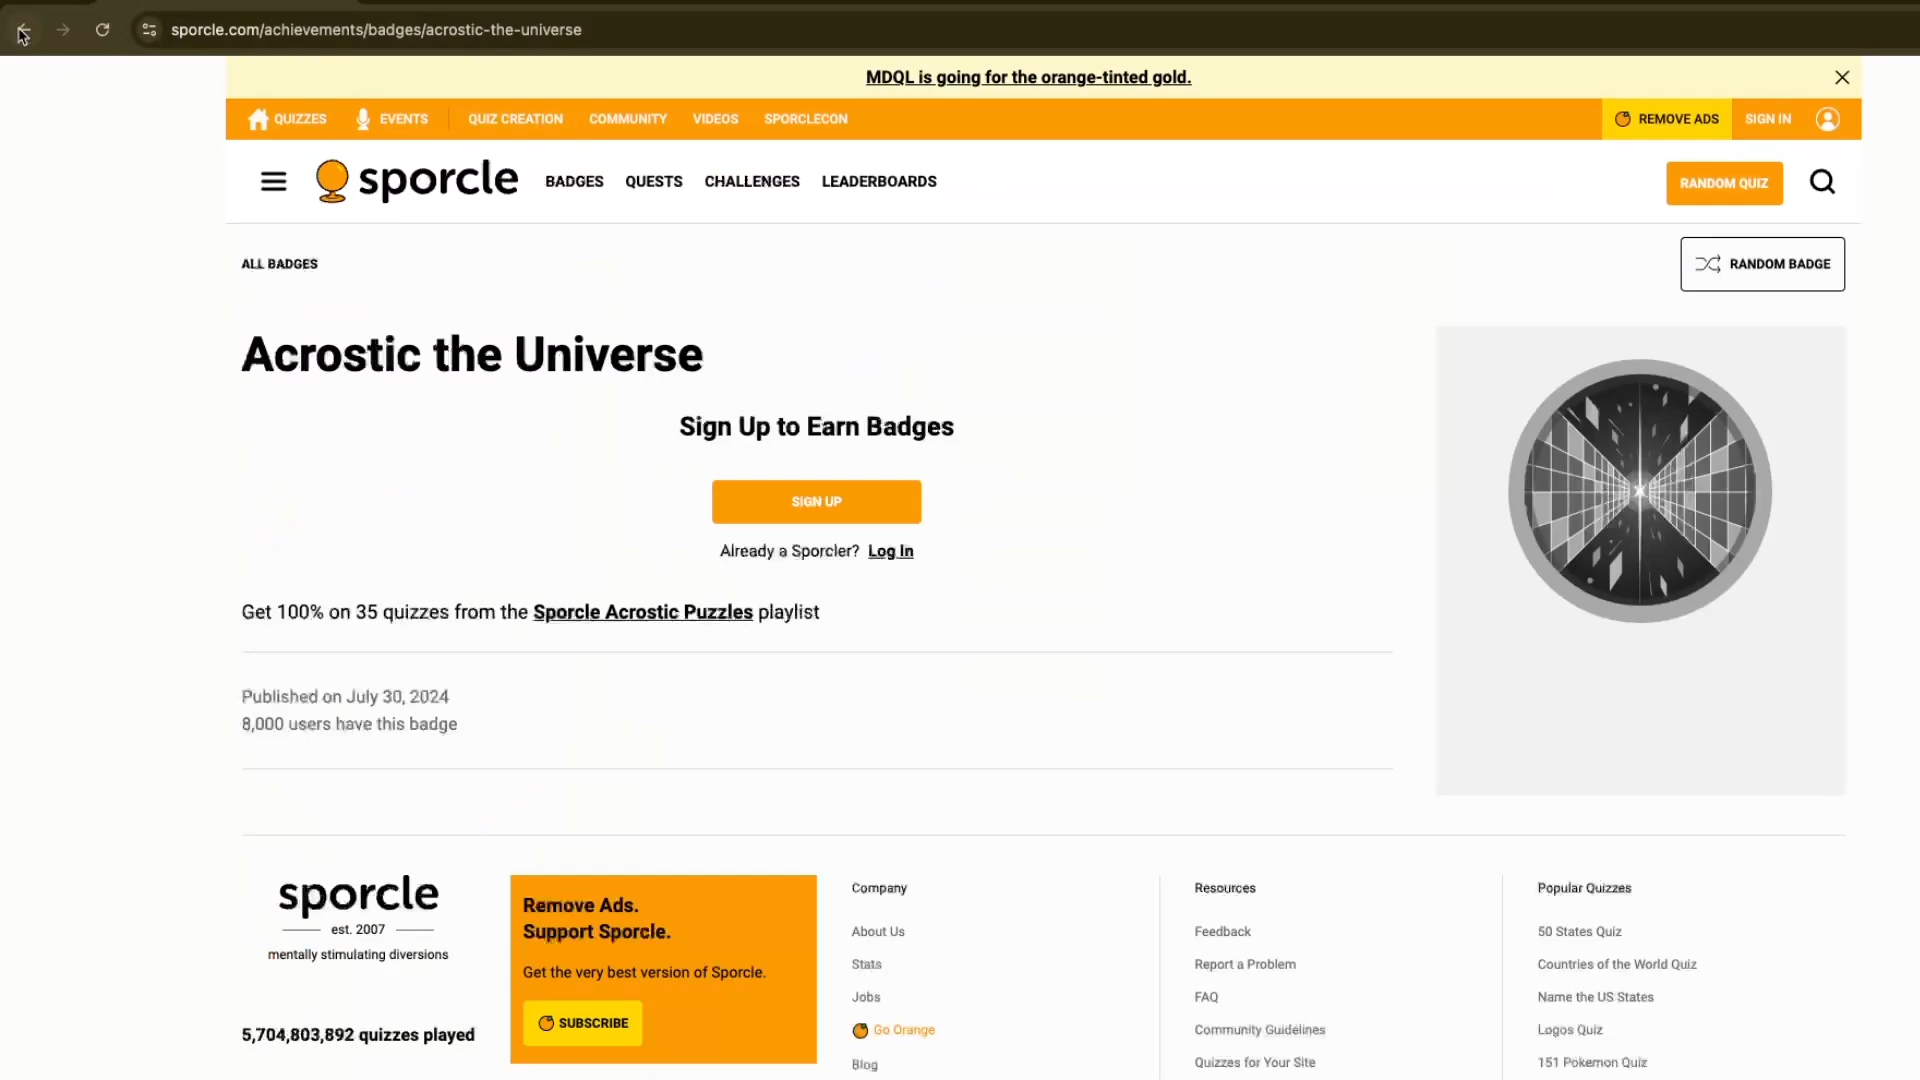 sporcle.com/achievements/badges/acrostic-the-universe
MDQL is going for the orange-tinted gold.
QUIZZES EVENTS QUIZ CREATION COMMUNITY VIDEOS SPORCLECON REMOVE ADS SIGN IN
sporcle BADGES QUESTS CHALLENGES LEADERBOARDS RANDOM QUIZ
ALL BADGES RANDOM BADGE
Acrostic the Universe
Sign Up to Earn Badges
SIGN UP
Already a Sporcler? Log In
Get 100% on 35 quizzes from the Sporcle Acrostic Puzzles playlist
Published on July 30, 2024
8,000 users have this badge
sporcle
est. 2007
mentally stimulating diversions
5,704,803,892 quizzes played
Remove Ads.
Support Sporcle.
Get the very best version of Sporcle.
SUBSCRIBE
Company
About Us
Stats
Jobs
Go Orange
Blog
Resources
Feedback
Report a Problem
FAQ
Community Guidelines
Quizzes for Your Site
Popular Quizzes
50 States Quiz
Countries of the World Quiz
Name the US States
Logos Quiz
151 Pokemon Quiz